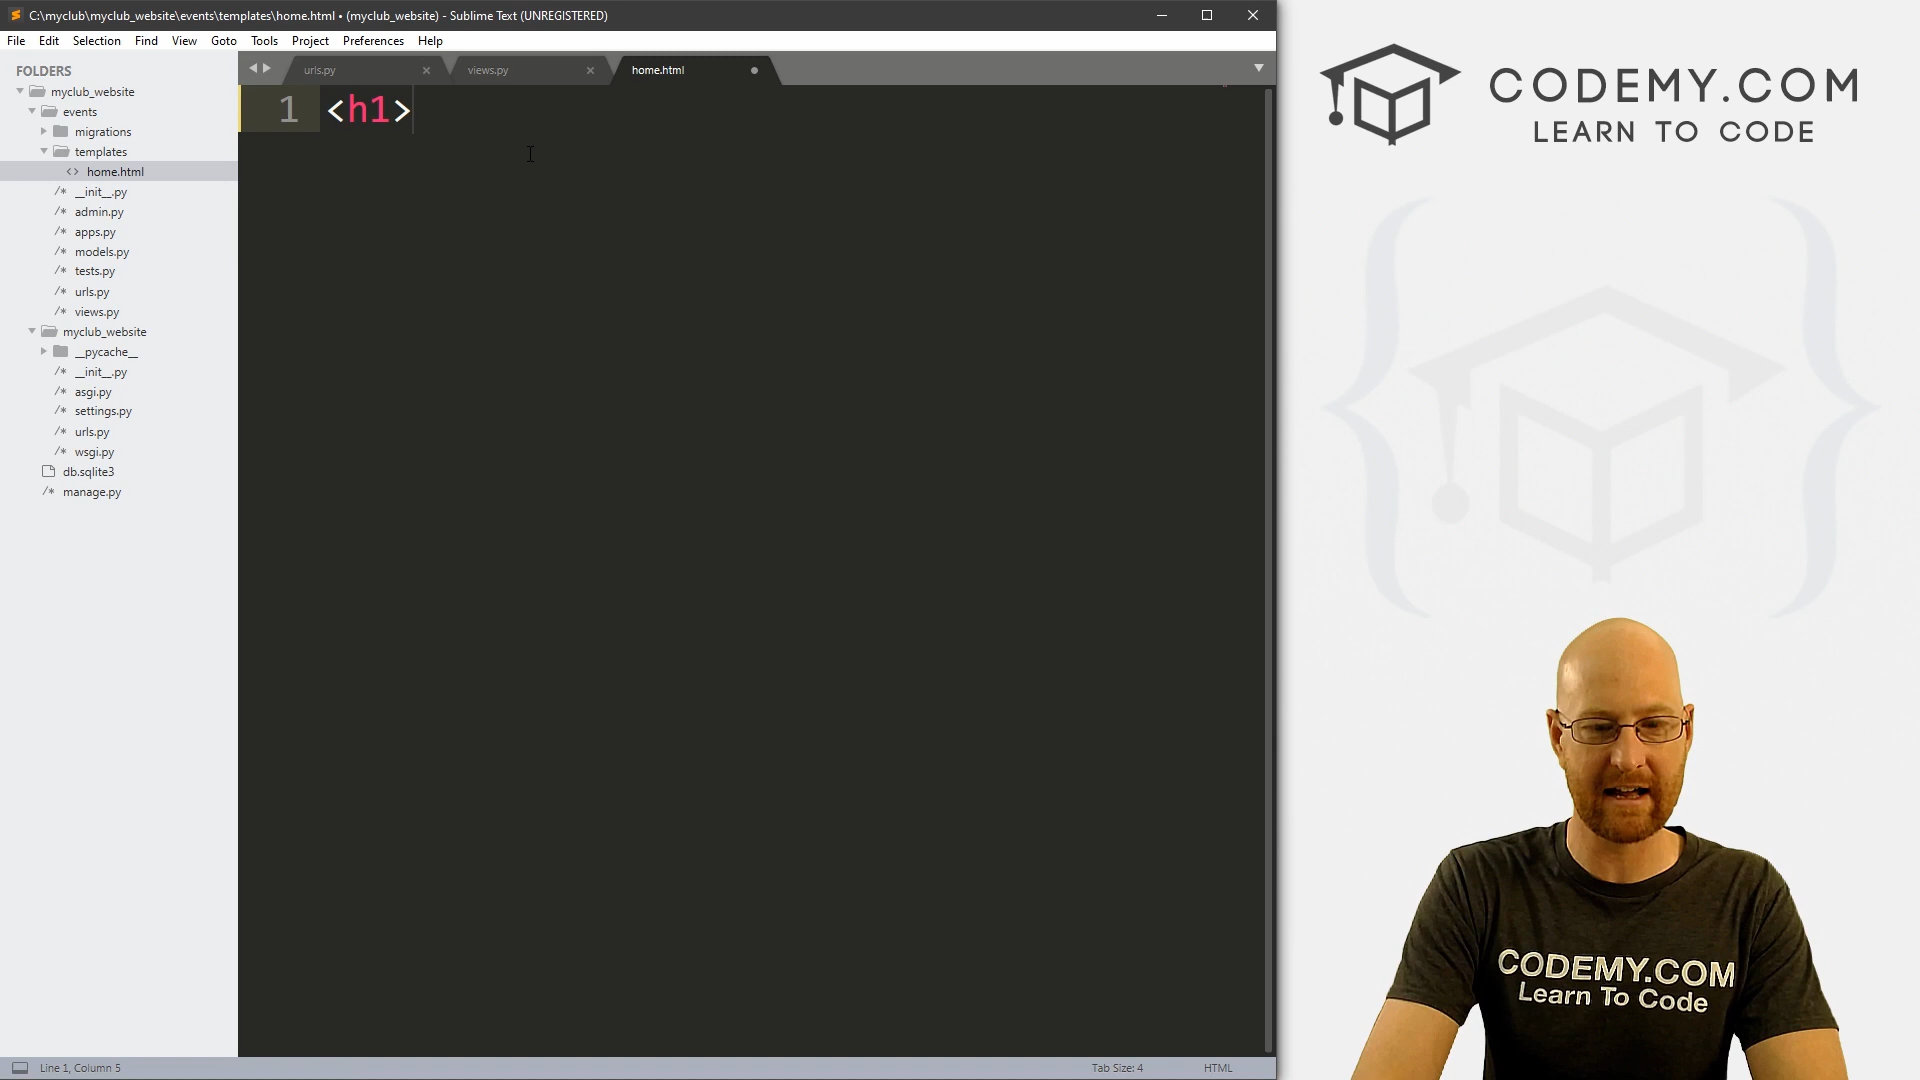 C:\myclub\myclub_website\events\templates\home.html • (myclub_website) - Sublime Text (UNREGISTERED)
File Edit Selection Find View Goto Tools Project Preferences Help
FOLDERS
myclub_website
events
migrations
templates
<> home.html
/* __init__.py
/* admin.py
/* apps.py
/* models.py
/* tests.py
/* urls.py
/* views.py
myclub_website
__pycache__
/* __init__.py
/* asgi.py
/* settings.py
/* urls.py
/* wsgi.py
db.sqlite3
/* manage.py
urls.py
views.py
home.html
1 <h1>
Line 1, Column 5
Tab Size: 4
HTML
CODEMY.COM
LEARN TO CODE
CODEMY.COM
Learn To Code